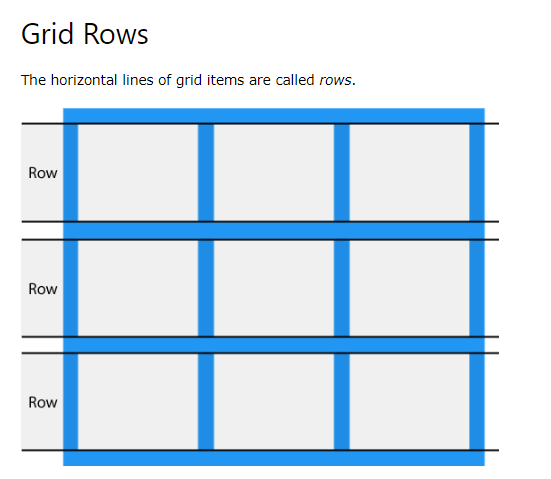 Grid Rows
The horizontal lines of grid items are called rows.
Row
Row
Row